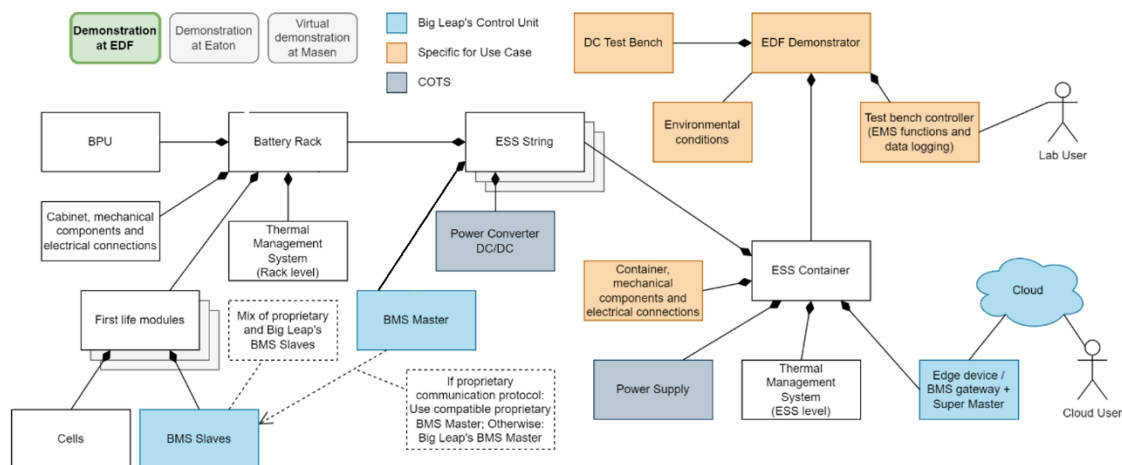 Demonstration
at EDF
Demonstration
at Eaton
Virtual
demonstration
at Masen
Big Leap's Control Unit
Specific for Use Case
COTS
DC Test Bench
EDF Demonstrator
Environmental
conditions
Test bench controller
(EMS functions and
data logging)
Lab User
BPU
Battery Rack
ESS String
Cabinet, mechanical
components and
electrical connections
Thermal
Management
System
(Rack level)
Power Converter
DC/DC
Container,
mechanical
components and
electrical connections
ESS Container
Cloud
First life modules
Mix of proprietary
and Big Leap's
BMS Slaves
BMS Master
Power Supply
Thermal
Management
System
(ESS level)
Edge device /
BMS gateway +
Super Master
Cloud User
Cells
BMS Slaves
If proprietary
communication protocol:
Use compatible proprietary
BMS Master; Otherwise:
Big Leap's BMS Master